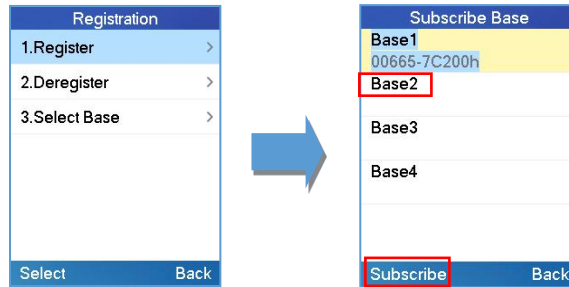 Registration
1.Register >
2.Deregister >
3.Select Base >
Select Back
Subscribe Base
Base1
00665-7C200h
Base2
Base3
Base4
Subscribe Back